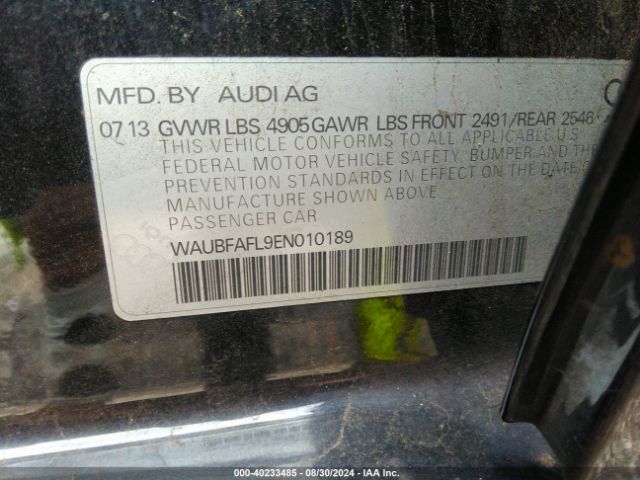 MFD. BY AUDI AG
07.13 GVWR LBS 4905 GAWR LBS FRONT 2491/REAR 2546
THIS VEHICLE CONFORMS TO ALL APPLICABLE U.S
FEDERAL MOTOR VEHICLE SAFETY, BUMPER AND THE
PREVENTION STANDARDS IN EFFECT ON THE DATE
MANUFACTURE SHOWN ABOVE
PASSENGER CAR
WAUBFAFL9EN010189
000-40233485 - 08/30/2024 - IAA Inc.